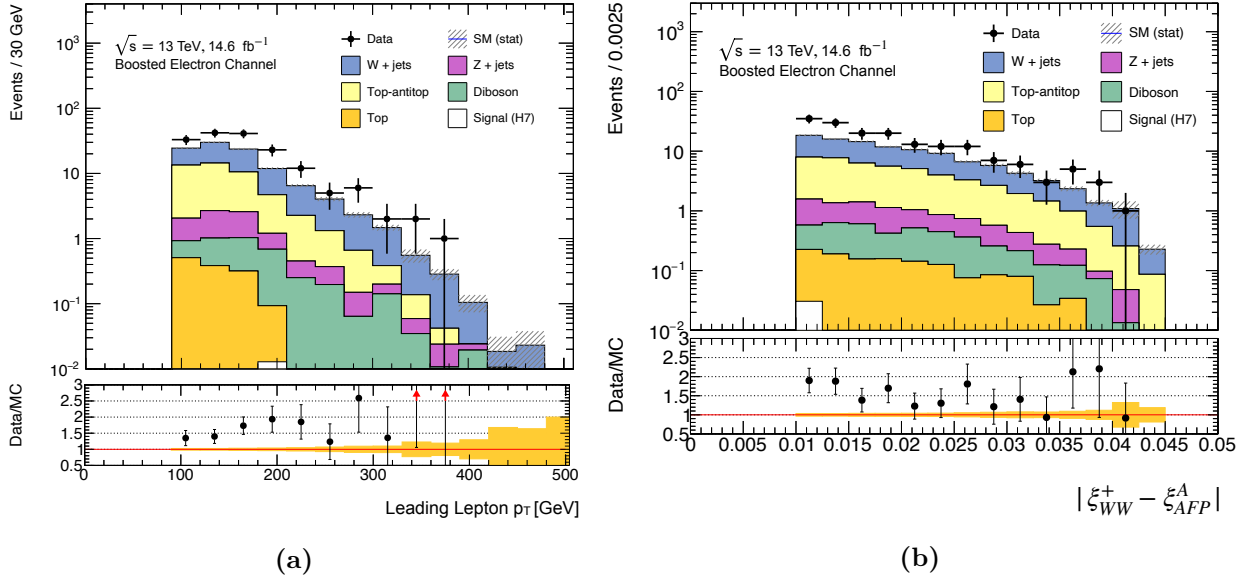 Events / 30 GeV
10³
10²
10
1
10⁻¹
10⁻²
√s = 13 TeV, 14.6 fb⁻¹
Boosted Electron Channel
Data
W + jets
Top-antitop
Top
SM (stat)
Z + jets
Diboson
Signal (H7)
Data/MC
3
2.5
2
1.5
1
0.5
0 100 200 300 400 500
Leading Lepton p_T [GeV]
(a)
Events / 0.0025
10³
10²
10
1
10⁻¹
10⁻²
√s = 13 TeV, 14.6 fb⁻¹
Boosted Electron Channel
Data
W + jets
Top-antitop
Top
SM (stat)
Z + jets
Diboson
Signal (H7)
Data/MC
3
2.5
2
1.5
1
0.5
0 0.005 0.01 0.015 0.02 0.025 0.03 0.035 0.04 0.045 0.05
| ξ⁺_WW − ξᴬ_AFP |
(b)